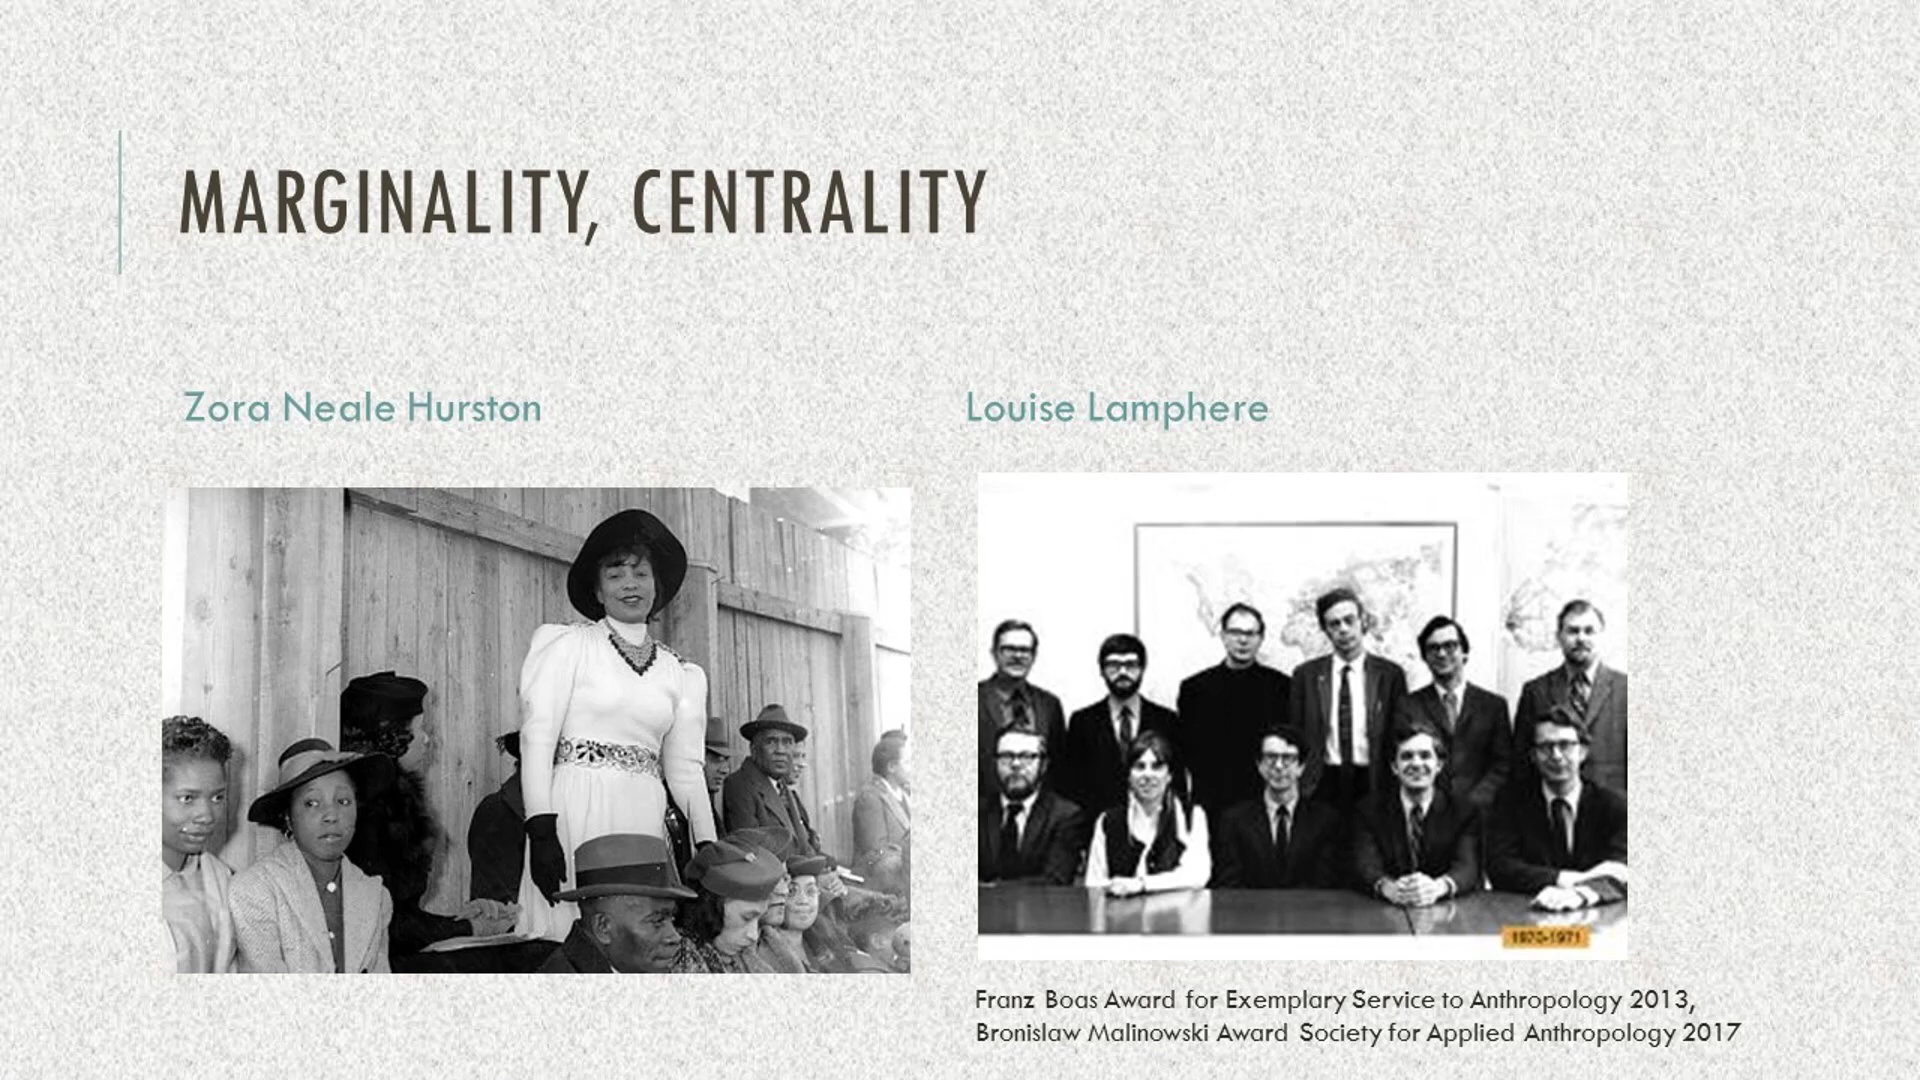 MARGINALITY, CENTRALITY
Zora Neale Hurston
Louise Lamphere
1970-1971
Franz Boas Award for Exemplary Service to Anthropology 2013,
Bronislaw Malinowski Award Society for Applied Anthropology 2017